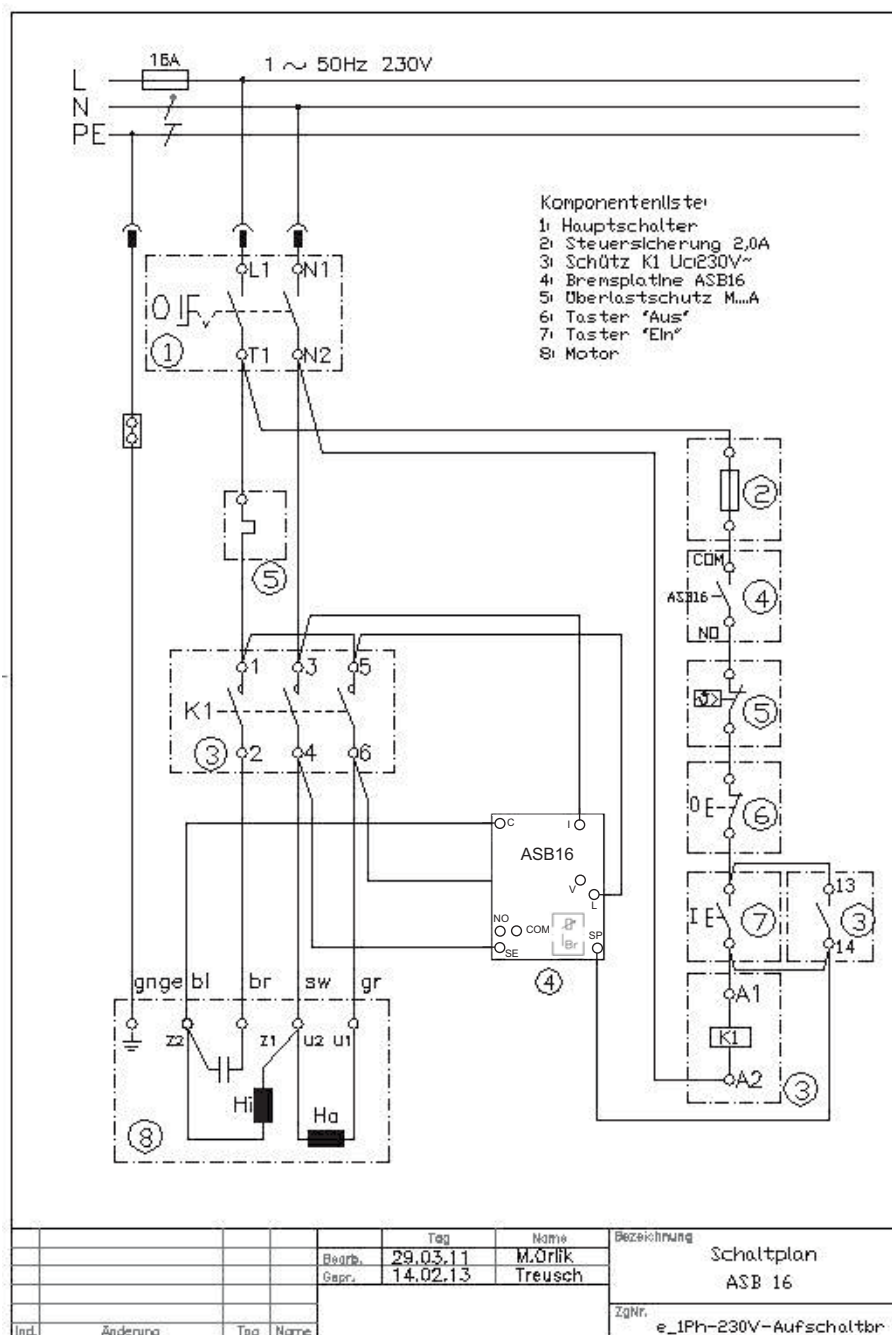 16A
1 ~ 50Hz 230V
L
N
PE
Komponentenliste:
1: Hauptschalter
2: Steuersicherung 2,0A
3: Schütz K1 Uc:230V~
4: Bremsplatine ASB16
5: Überlastschutz M...A
6: Taster "Aus"
7: Taster "Ein"
8: Motor
L1 N1
0
1
T1 N2
2
COM
ASB16
4
NO
5
5
1 3 5
K1
3
2 4 6
0 E
6
C I
ASB16
V
L
NO COM
SP
SE
IBr
4
I E
7
13
3
14
gnge bl br sw gr
A1
K1
A2
3
Z2 Z1 U2 U1
Hi
Ha
8
Tag Name
Bearb. 29.03.11 M.Orlik
Gepr. 14.02.13 Treusch
Bezeichnung
Schaltplan
ASB 16
ZgNr.
e_1Ph-230V-Aufschaltbr
Ind. Änderung Tag Name